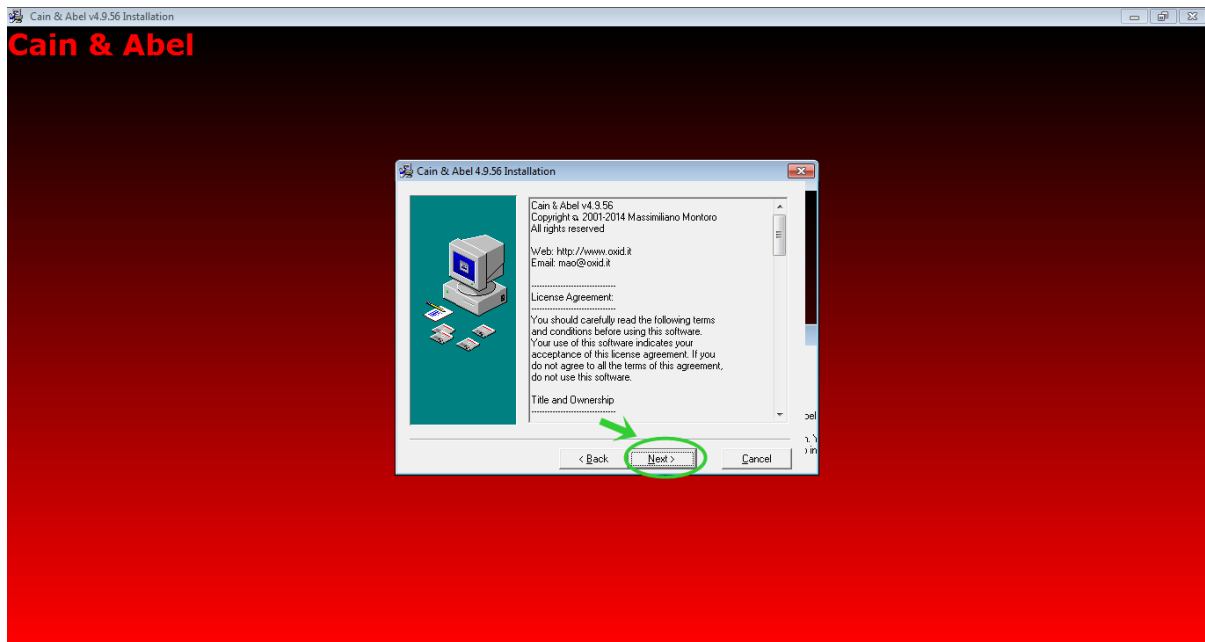 Cain & Abel v4.9.56 Installation
Cain & Abel
Cain & Abel 4.9.56 Installation
Cain & Abel v4.9.56
Copyright 2001-2014 Massimiliano Montoro
All rights reserved
Web: http://www.oxid.it
Email: mao@oxid.it
--------------------------------
License Agreement:
--------------------------------
You should carefully read the following terms
and conditions before using this software.
Your use of this software indicates your
acceptance of this license agreement. If you
do not agree to all the terms of this agreement,
do not use this software.
Title and Ownership
--------------------------------
< Back
Next >
Cancel